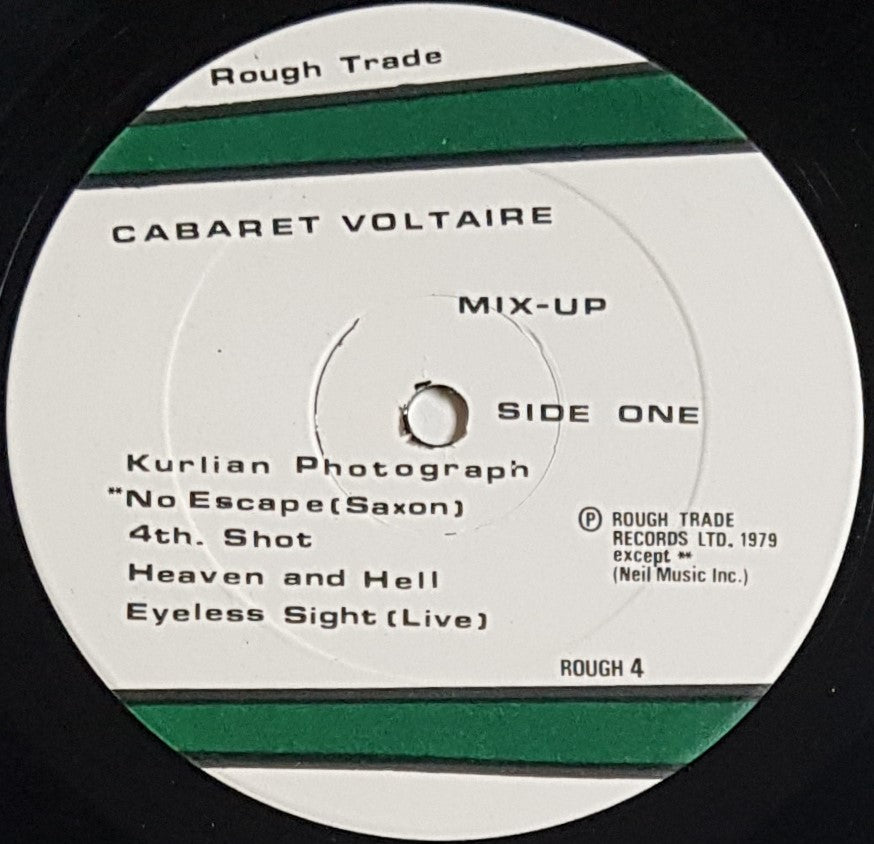 Rough Trade
CABARET VOLTAIRE
MIX-UP
SIDE ONE
Kurlian Photograph
**No Escape (Saxon)
4th. Shot
Heaven and Hell
Eyeless Sight (Live)
Ⓟ ROUGH TRADE
RECORDS LTD. 1979
except **
(Neil Music Inc.)
ROUGH 4